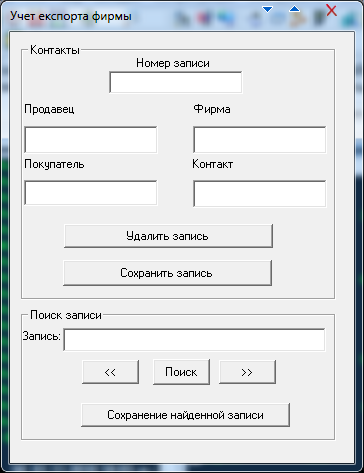 Учет експорта фирмы
Контакты
Номер записи
Продавец Фирма
Покупатель Контакт
Удалить запись
Сохранить запись
Поиск записи
Запись:
<< Поиск >>
Сохранение найденной записи